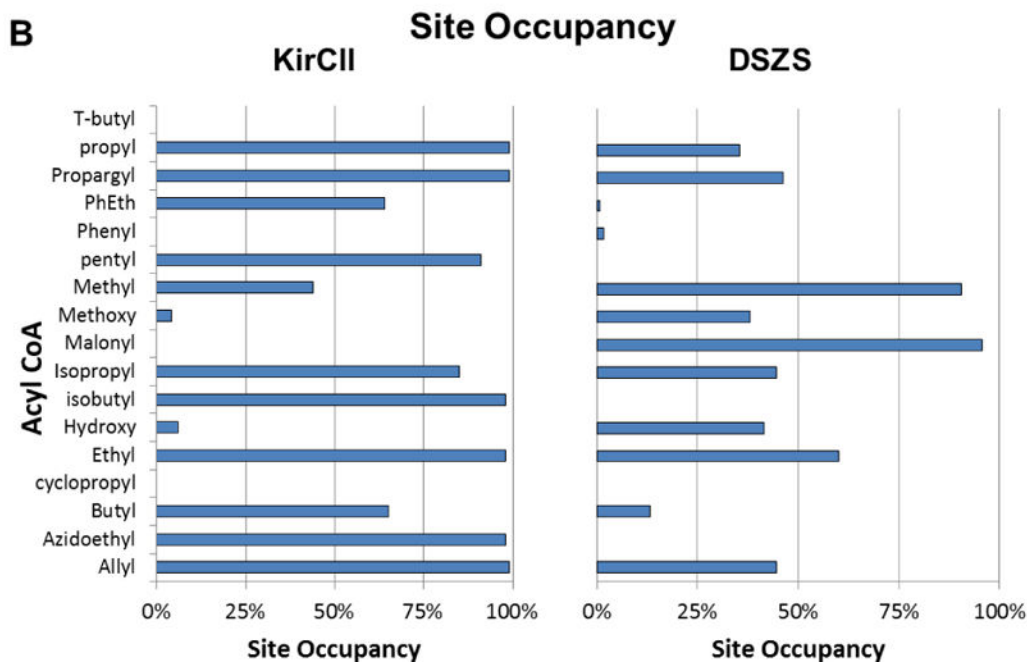 B
Site Occupancy
KirCII
DSZS
Acyl CoA
T-butyl
propyl
Propargyl
PhEth
Phenyl
pentyl
Methyl
Methoxy
Malonyl
Isopropyl
isobutyl
Hydroxy
Ethyl
cyclopropyl
Butyl
Azidoethyl
Allyl
0% 25% 50% 75% 100%
Site Occupancy
0% 25% 50% 75% 100%
Site Occupancy